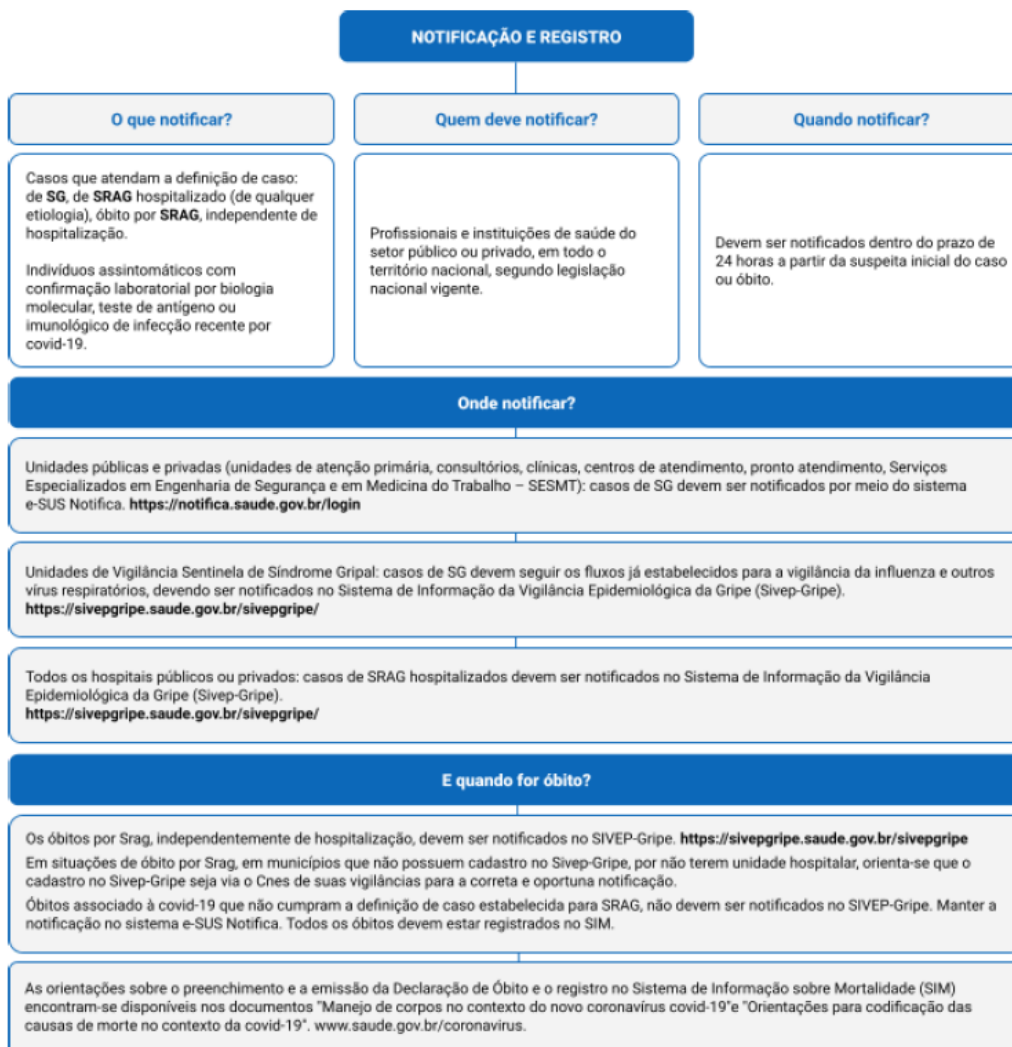 NOTIFICAÇÃO E REGISTRO
O que notificar?
Casos que atendam a definição de caso:
de SG, de SRAG hospitalizado (de qualquer
etiologia), óbito por SRAG, independente de
hospitalização.
Indivíduos assintomáticos com
confirmação laboratorial por biologia
molecular, teste de antígeno ou
imunológico de infecção recente por
covid-19.
Quem deve notificar?
Profissionais e instituições de saúde do
setor público ou privado, em todo o
território nacional, segundo legislação
nacional vigente.
Quando notificar?
Devem ser notificados dentro do prazo de
24 horas a partir da suspeita inicial do caso
ou óbito.
Onde notificar?
Unidades públicas e privadas (unidades de atenção primária, consultórios, clínicas, centros de atendimento, pronto atendimento, Serviços
Especializados em Engenharia de Segurança e em Medicina do Trabalho – SESMT): casos de SG devem ser notificados por meio do sistema
e-SUS Notifica. https://notifica.saude.gov.br/login
Unidades de Vigilância Sentinela de Síndrome Gripal: casos de SG devem seguir os fluxos já estabelecidos para a vigilância da influenza e outros
vírus respiratórios, devendo ser notificados no Sistema de Informação da Vigilância Epidemiológica da Gripe (Sivep-Gripe).
https://sivepgripe.saude.gov.br/sivepgripe/
Todos os hospitais públicos ou privados: casos de SRAG hospitalizados devem ser notificados no Sistema de Informação da Vigilância
Epidemiológica da Gripe (Sivep-Gripe).
https://sivepgripe.saude.gov.br/sivepgripe/
E quando for óbito?
Os óbitos por Srag, independentemente de hospitalização, devem ser notificados no SIVEP-Gripe. https://sivepgripe.saude.gov.br/sivepgripe
Em situações de óbito por Srag, em municípios que não possuem cadastro no Sivep-Gripe, por não terem unidade hospitalar, orienta-se que o
cadastro no Sivep-Gripe seja via o Cnes de suas vigilâncias para a correta e oportuna notificação.
Óbitos associado à covid-19 que não cumpram a definição de caso estabelecida para SRAG, não devem ser notificados no SIVEP-Gripe. Manter a
notificação no sistema e-SUS Notifica. Todos os óbitos devem estar registrados no SIM.
As orientações sobre o preenchimento e a emissão da Declaração de Óbito e o registro no Sistema de Informação sobre Mortalidade (SIM)
encontram-se disponíveis nos documentos "Manejo de corpos no contexto do novo coronavírus covid-19"e "Orientações para codificação das
causas de morte no contexto da covid-19". www.saude.gov.br/coronavirus.